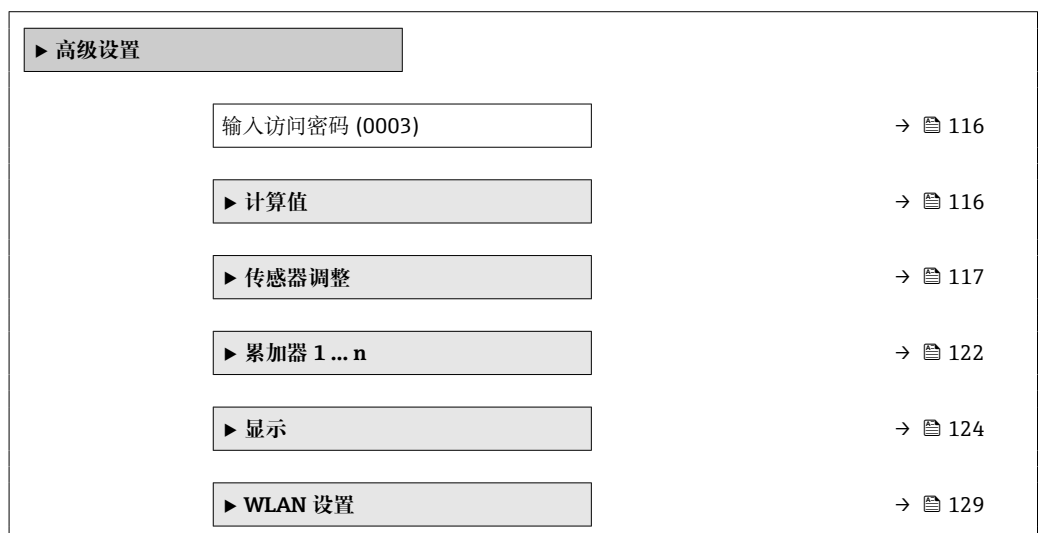 ▶ 高级设置
输入访问密码 (0003) → 116
▶ 计算值 → 116
▶ 传感器调整 → 117
▶ 累加器 1 … n → 122
▶ 显示 → 124
▶ WLAN 设置 → 129